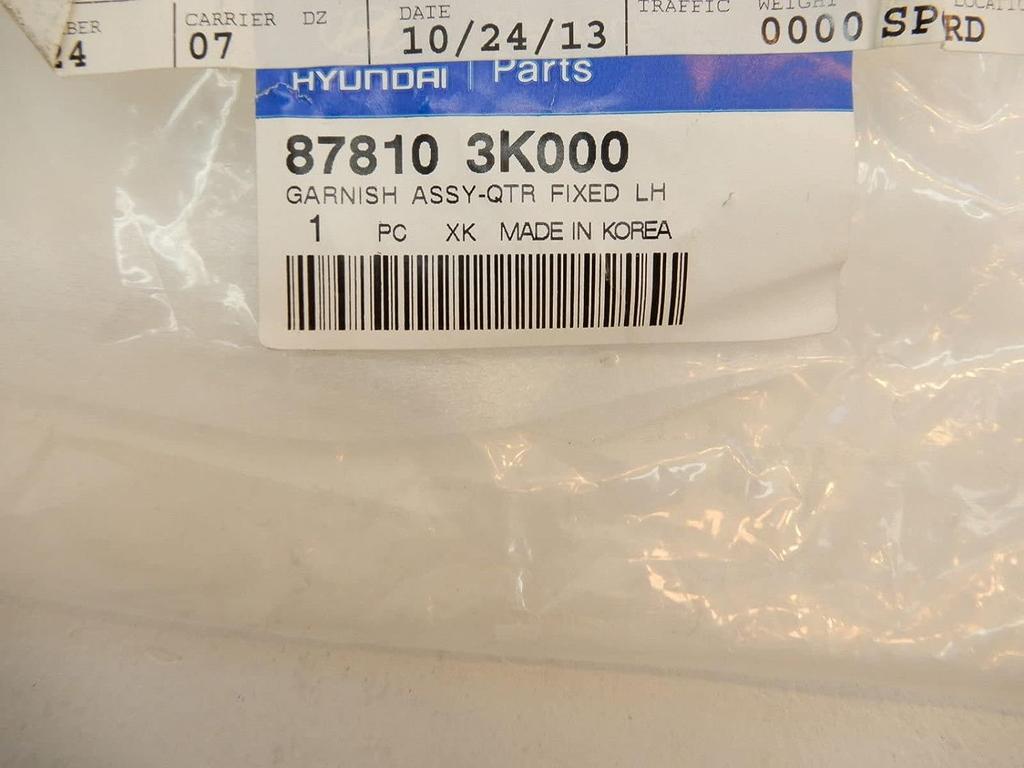 CARRIER DZ DATE TRAFFIC WEIGHT
24 07 10/24/13 0000 SP RD
HYUNDAI | Parts
87810 3K000
GARNISH ASSY-QTR FIXED LH
1 PC XK MADE IN KOREA